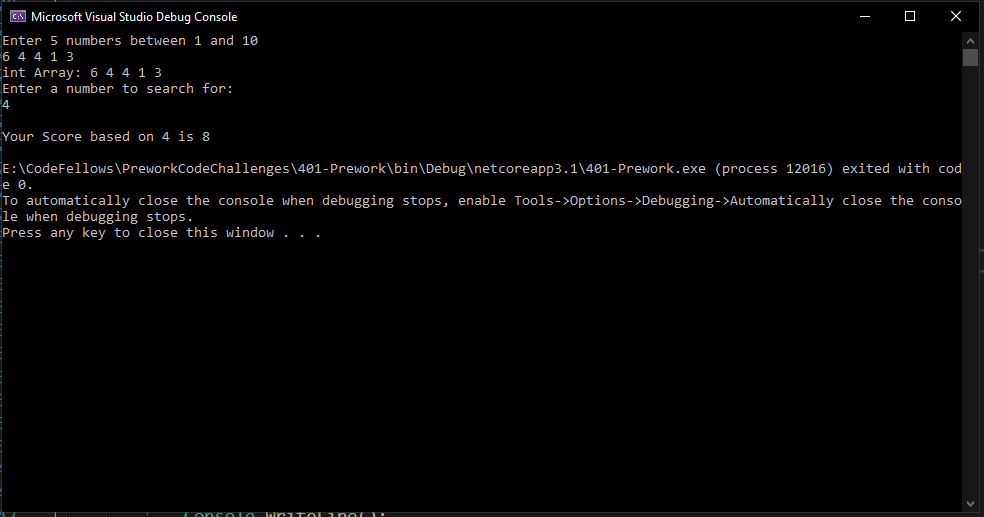 Microsoft Visual Studio Debug Console
Enter 5 numbers between 1 and 10
6 4 4 1 3
int Array: 6 4 4 1 3
Enter a number to search for:
4
Your Score based on 4 is 8
E:\CodeFellows\PreworkCodeChallenges\401-Prework\bin\Debug\netcoreapp3.1\401-Prework.exe (process 12016) exited with cod
e 0.
To automatically close the console when debugging stops, enable Tools->Options->Debugging->Automatically close the conso
le when debugging stops.
Press any key to close this window . . .
Console.WriteLine();